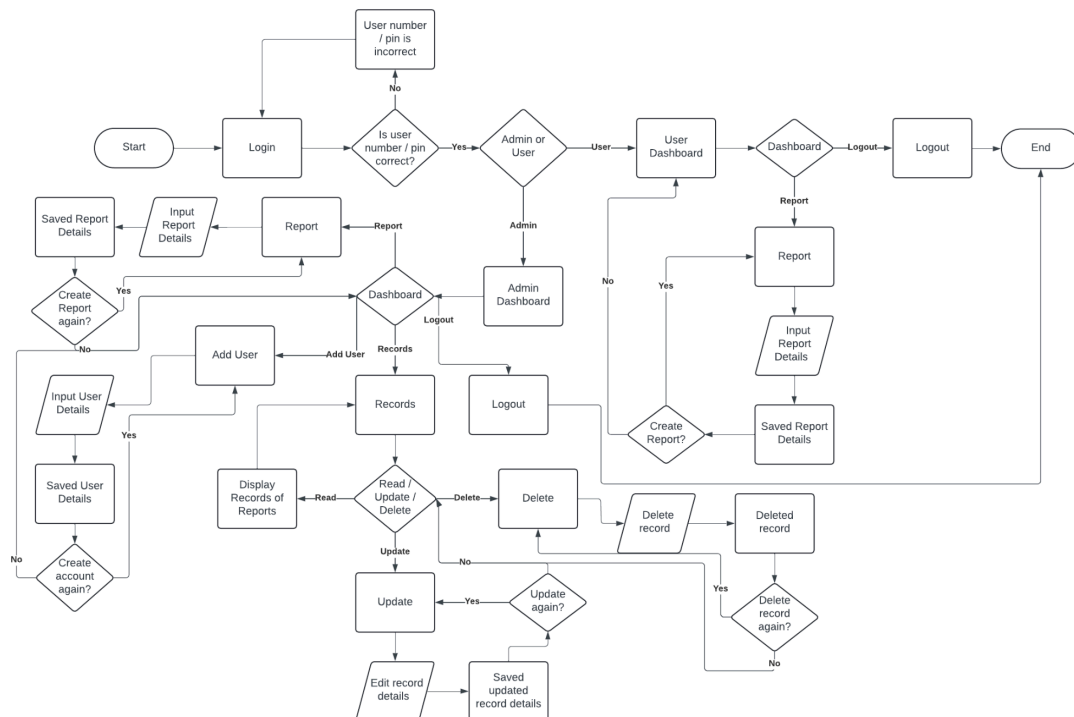 User number
/ pin is
incorrect
No
Start
Login
Is user
number / pin
correct?
Yes
Admin or
User
User
User
Dashboard
Dashboard
Logout
Logout
End
Saved Report
Details
Input
Report
Details
Report
Report
Admin
Report
Report
Create
Report
again?
Yes
Dashboard
Admin
Dashboard
Logout
No
Yes
No
Add User
Add User
Records
Input
Report
Details
Input User
Details
Yes
Records
Logout
Create
Report?
Saved Report
Details
Saved User
Details
Display
Records of
Reports
Read
Read /
Update /
Delete
Delete
Delete
Delete
record
Deleted
record
No
Create
account
again?
Update
No
Yes
Update
Yes
Update
again?
Delete
record
again?
No
Edit record
details
Saved
updated
record details